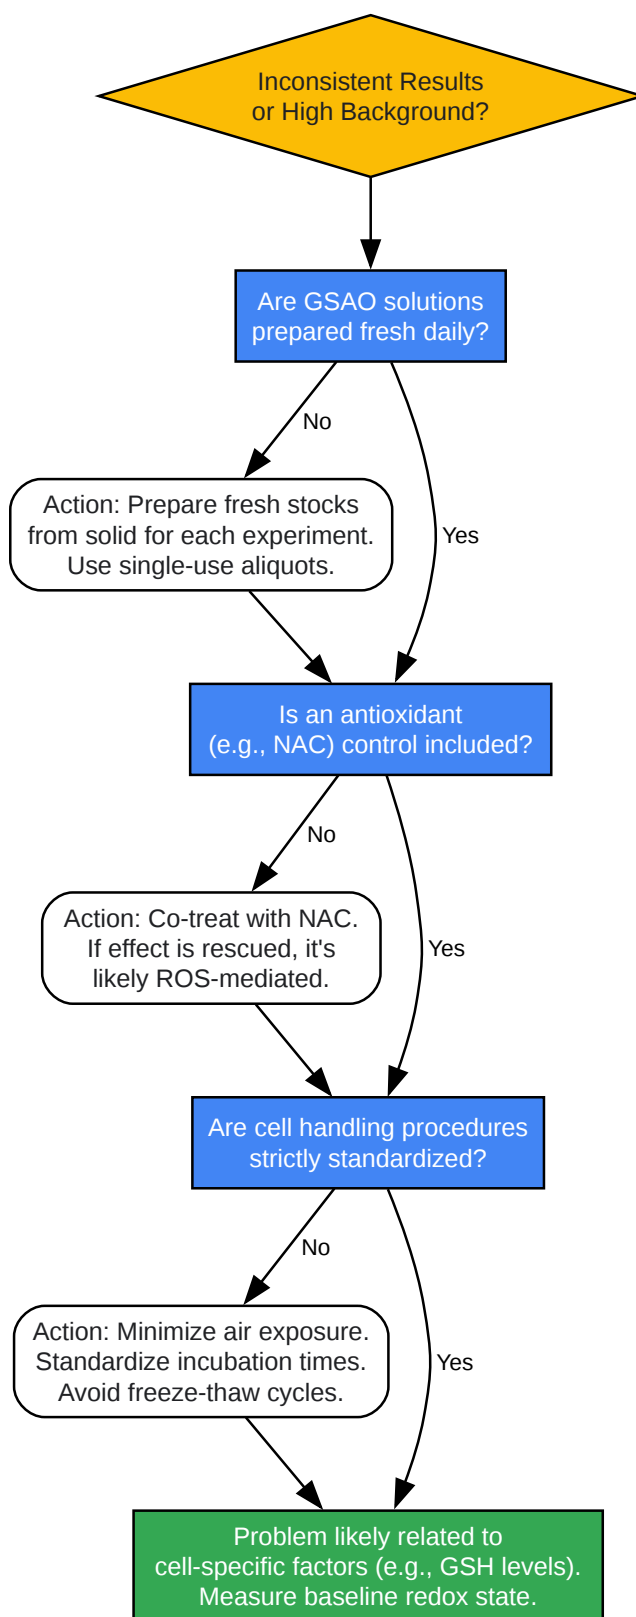 Inconsistent Results
or High Background?
Are GSAO solutions
prepared fresh daily?
No
Action: Prepare fresh stocks
from solid for each experiment.
Use single-use aliquots.
Yes
Is an antioxidant
(e.g., NAC) control included?
No
Action: Co-treat with NAC.
If effect is rescued, it's
likely ROS-mediated.
Yes
Are cell handling procedures
strictly standardized?
No
Action: Minimize air exposure.
Standardize incubation times.
Avoid freeze-thaw cycles.
Yes
Problem likely related to
cell-specific factors (e.g., GSH levels).
Measure baseline redox state.